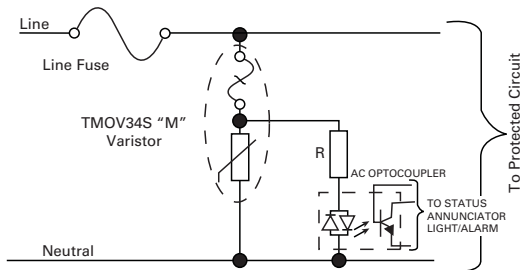 Line
Line Fuse
TMOV34S “M”
Varistor
R
AC OPTOCOUPLER
TO STATUS
ANNUNCIATOR
LIGHT/ALARM
Neutral
To Protected Circuit